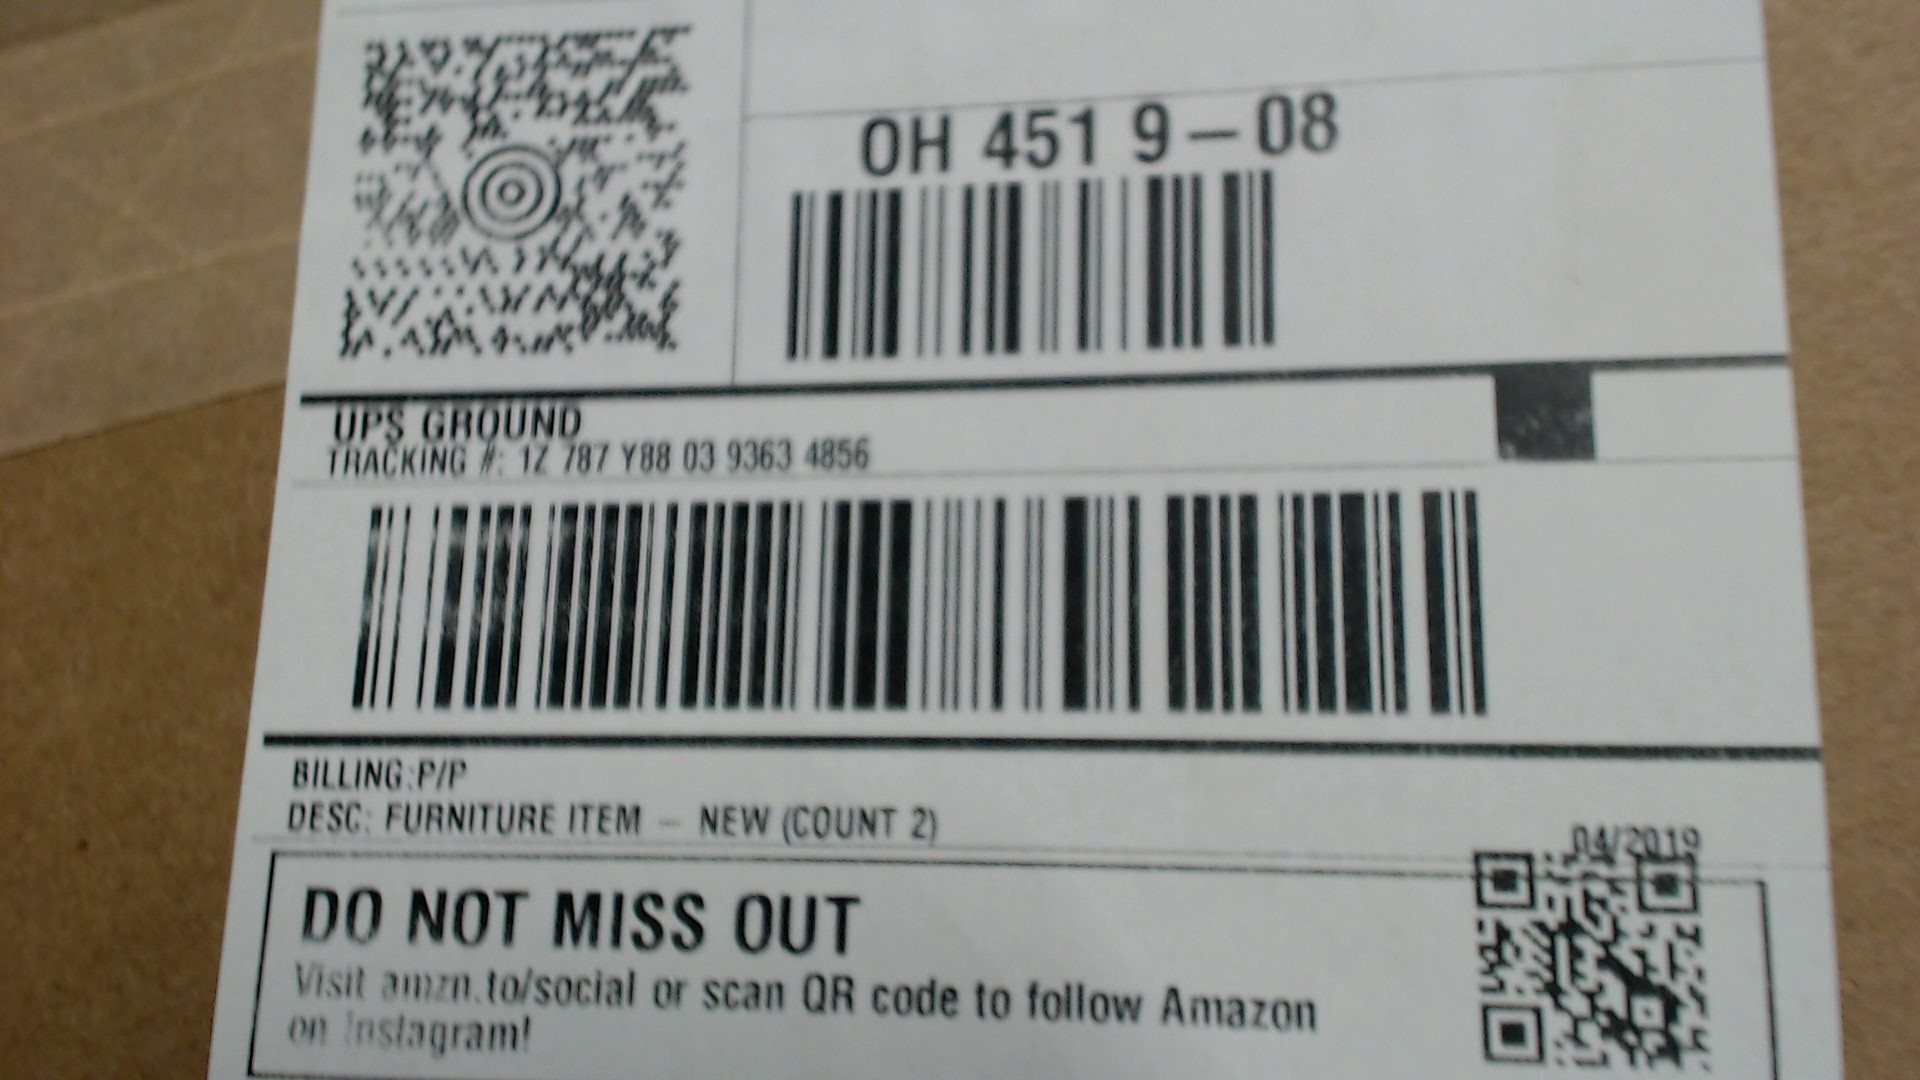 OH 451 9-08
UPS GROUND
TRACKING #: 1Z 787 Y88 03 9363 4856
BILLING:P/P
DESC: FURNITURE ITEM - NEW (COUNT 2)
04/2019
DO NOT MISS OUT
Visit amzn.to/social or scan QR code to follow Amazon
on Instagram!